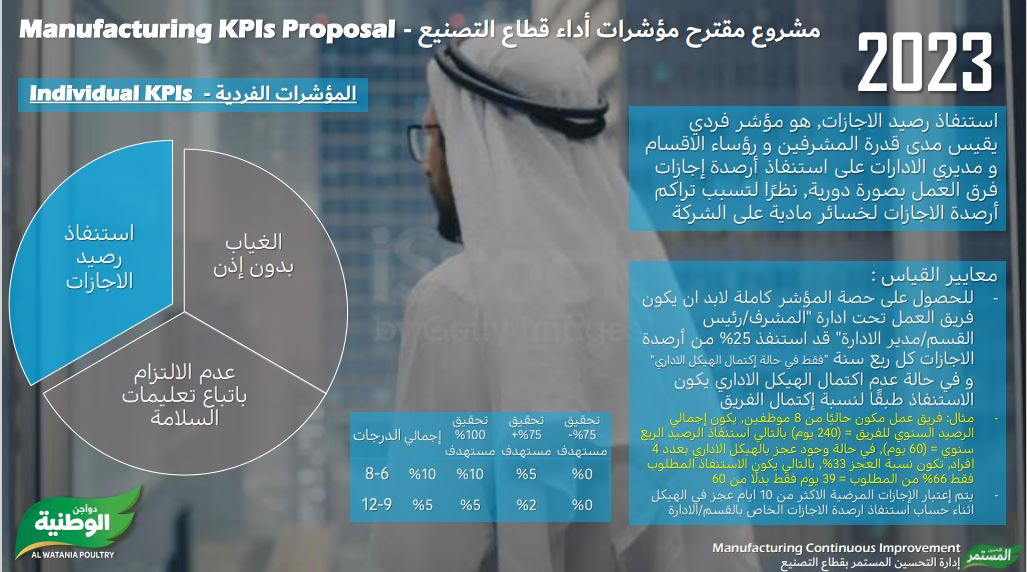 Manufacturing KPIs Proposal - مشروع مقترح مؤشرات أداء قطاع التصنيع
2023
Individual KPIs - المؤشرات الفردية
استنفاذ رصيد الاجازات, هو مؤشر فردي
يقيس مدى قدرة المشرفين و رؤساء الاقسام
و مديري الادارات على استنفاذ أرصدة إجازات
فرق العمل بصورة دورية, نظرًا لتسبب تراكم
أرصدة الاجازات لخسائر مادية على الشركة
الغياب
بدون إذن
استنفاذ
رصيد
الاجازات
عدم الالتزام
باتباع تعليمات
السلامة
معايير القياس :
- للحصول على حصة المؤشر كاملة لابد ان يكون
فريق العمل تحت ادارة "المشرف/رئيس
القسم/مدير الادارة" قد استنفذ 25% من أرصدة
الاجازات كل ربع سنة "فقط في حالة إكتمال الهيكل الاداري"
و في حالة عدم اكتمال الهيكل الاداري يكون
الاستنفاذ طبقًا لنسبة إكتمال الفريق
- مثال: فريق عمل مكون حاليًا من 8 موظفين, يكون إجمالي
الرصيد السنوي للفريق = (240 يوم) بالتالي استنفاذ الرصيد الربع
سنوي = (60 يوم), في حالة وجود عجز بالهيكل الاداري بعدد 4
افراد, تكون نسبة العجز 33%, بالتالي يكون الاستنفاذ المطلوب
فقط 66% من المطلوب = 39 يوم فقط بدلًا من 60
- يتم إعتبار الإجازات المرضية الاكثر من 10 ايام عجز في الهيكل
اثناء حساب استنفاذ ارصدة الاجازات الخاص بالقسم/الادارة
الدرجات إجمالي تحقيق 100% مستهدف تحقيق 75%+ مستهدف تحقيق 75%- مستهدف
8-6 %10 %10 %5 %0
12-9 %5 %5 %2 %0
دواجن
الوطنية
AL WATANIA POULTRY
Manufacturing Continuous Improvement
إدارة التحسين المستمر بقطاع التصنيع
التحسين
المستمر
by Getty Images